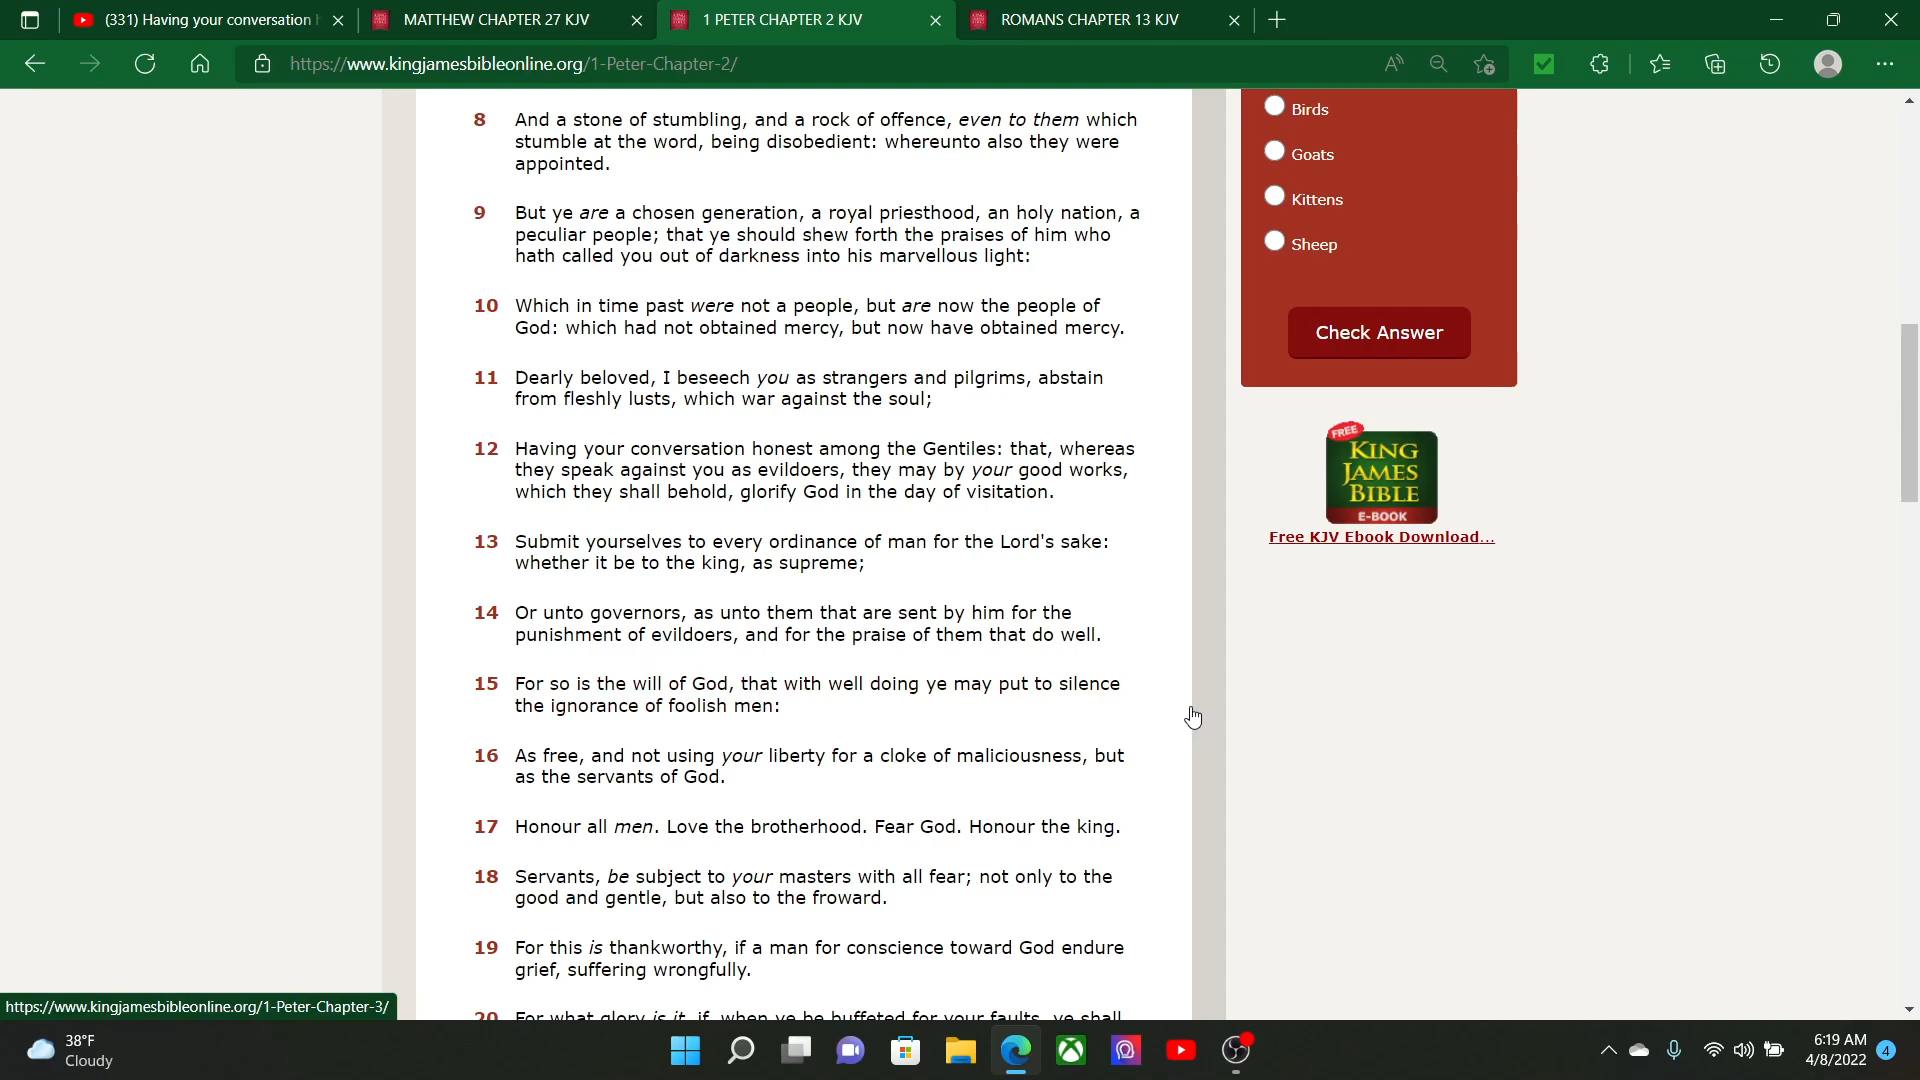 (331) Having your conversation
MATTHEW CHAPTER 27 KJV
1 PETER CHAPTER 2 KJV
ROMANS CHAPTER 13 KJV
https://www.kingjamesbibleonline.org/1-Peter-Chapter-2/
8 And a stone of stumbling, and a rock of offence, even to them which
stumble at the word, being disobedient: whereunto also they were
appointed.
9 But ye are a chosen generation, a royal priesthood, an holy nation, a
peculiar people; that ye should shew forth the praises of him who
hath called you out of darkness into his marvellous light:
10 Which in time past were not a people, but are now the people of
God: which had not obtained mercy, but now have obtained mercy.
11 Dearly beloved, I beseech you as strangers and pilgrims, abstain
from fleshly lusts, which war against the soul;
12 Having your conversation honest among the Gentiles: that, whereas
they speak against you as evildoers, they may by your good works,
which they shall behold, glorify God in the day of visitation.
13 Submit yourselves to every ordinance of man for the Lord's sake:
whether it be to the king, as supreme;
14 Or unto governors, as unto them that are sent by him for the
punishment of evildoers, and for the praise of them that do well.
15 For so is the will of God, that with well doing ye may put to silence
the ignorance of foolish men:
16 As free, and not using your liberty for a cloke of maliciousness, but
as the servants of God.
17 Honour all men. Love the brotherhood. Fear God. Honour the king.
18 Servants, be subject to your masters with all fear; not only to the
good and gentle, but also to the froward.
19 For this is thankworthy, if a man for conscience toward God endure
grief, suffering wrongfully.
20 For what glory is it, if, when ye be buffeted for your faults, ye shall
Birds
Goats
Kittens
Sheep
Check Answer
FREE
KING
JAMES
BIBLE
E-BOOK
Free KJV Ebook Download...
https://www.kingjamesbibleonline.org/1-Peter-Chapter-3/
38°F
Cloudy
6:19 AM
4/8/2022
4